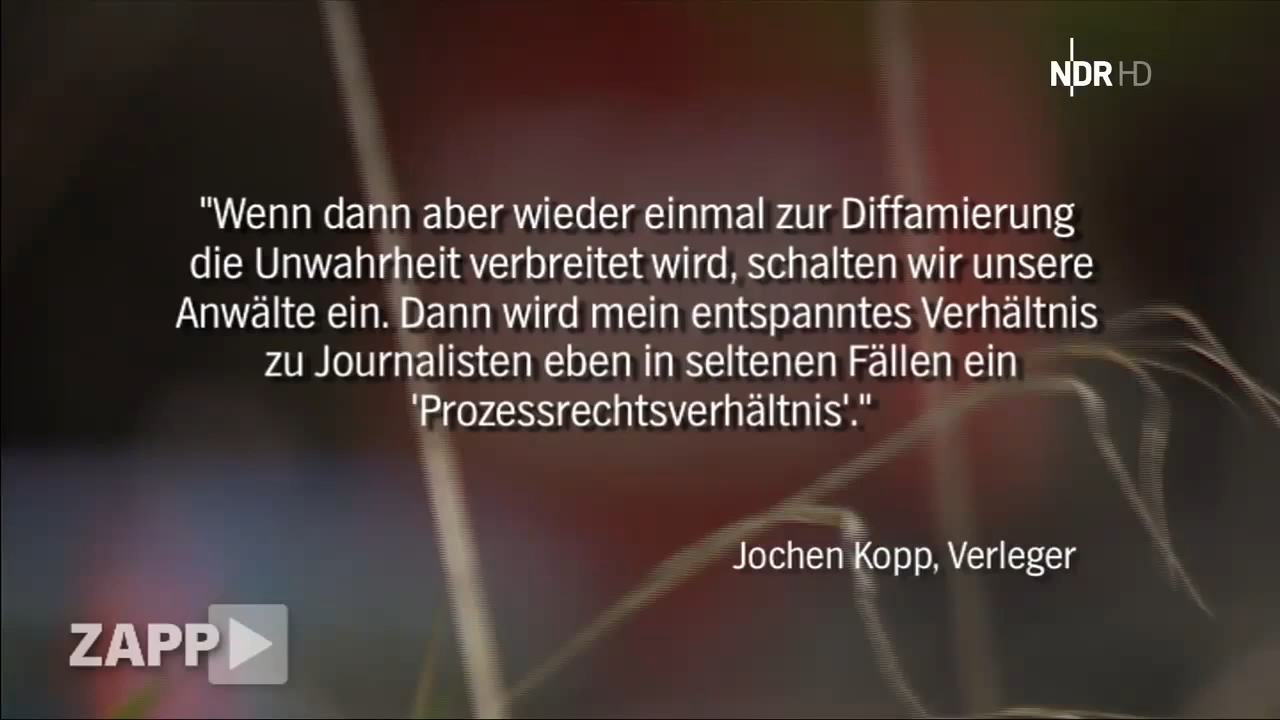 NDR HD
"Wenn dann aber wieder einmal zur Diffamierung
die Unwahrheit verbreitet wird, schalten wir unsere
Anwälte ein. Dann wird mein entspanntes Verhältnis
zu Journalisten eben in seltenen Fällen ein
'Prozessrechtsverhältnis'."
Jochen Kopp, Verleger
ZAPP